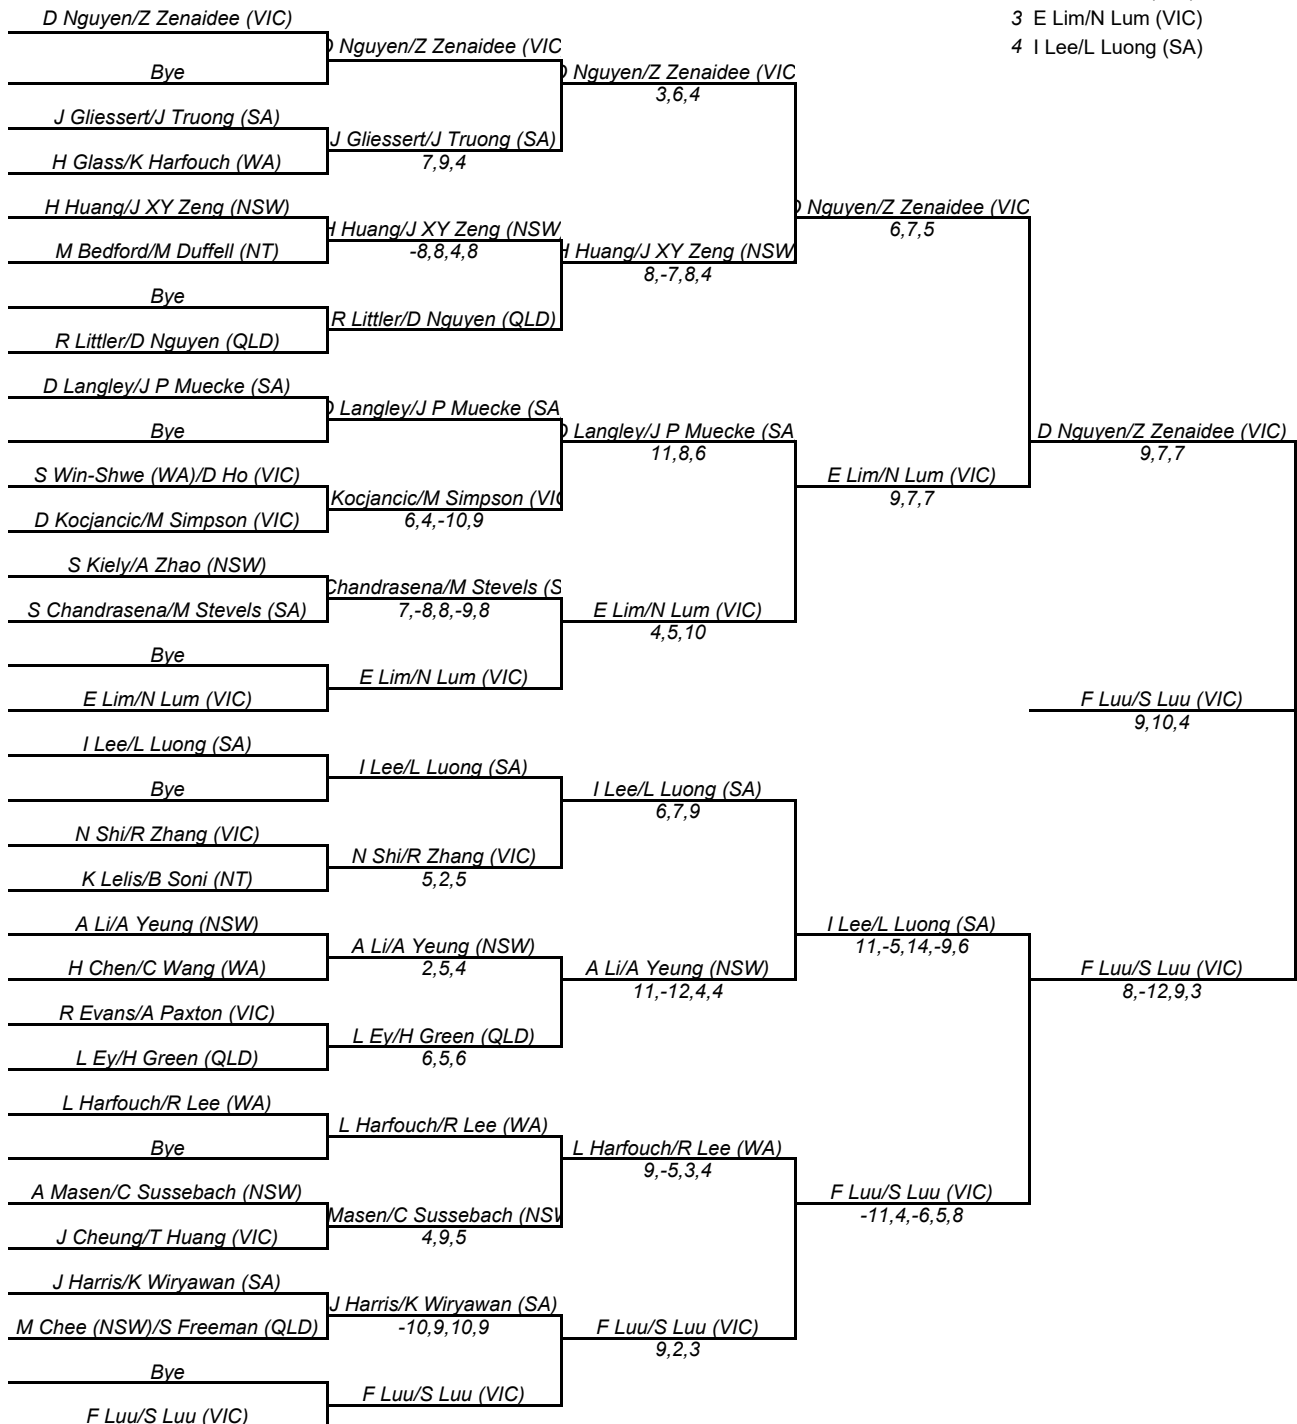 D Nguyen/Z Zenaidee (VIC)
Bye
J Gliessert/J Truong (SA)
H Glass/K Harfouch (WA)
H Huang/J XY Zeng (NSW)
M Bedford/M Duffell (NT)
Bye
R Littler/D Nguyen (QLD)
D Langley/J P Muecke (SA)
Bye
S Win-Shwe (WA)/D Ho (VIC)
D Kocjancic/M Simpson (VIC)
S Kiely/A Zhao (NSW)
S Chandrasena/M Stevels (SA)
Bye
E Lim/N Lum (VIC)
I Lee/L Luong (SA)
Bye
N Shi/R Zhang (VIC)
K Lelis/B Soni (NT)
A Li/A Yeung (NSW)
H Chen/C Wang (WA)
R Evans/A Paxton (VIC)
L Ey/H Green (QLD)
L Harfouch/R Lee (WA)
Bye
A Masen/C Sussebach (NSW)
J Cheung/T Huang (VIC)
J Harris/K Wiryawan (SA)
M Chee (NSW)/S Freeman (QLD)
Bye
F Luu/S Luu (VIC)
Nguyen/Z Zenaidee (VIC
J Gliessert/J Truong (SA)
7,9,4
Huang/J XY Zeng (NSW
-8,8,4,8
R Littler/D Nguyen (QLD)
Langley/J P Muecke (SA
Kocjancic/M Simpson (VIC
6,4,-10,9
Chandrasena/M Stevels (S
7,-8,8,-9,8
E Lim/N Lum (VIC)
I Lee/L Luong (SA)
N Shi/R Zhang (VIC)
5,2,5
A Li/A Yeung (NSW)
2,5,4
L Ey/H Green (QLD)
6,5,6
L Harfouch/R Lee (WA)
Masen/C Sussebach (NSW
4,9,5
J Harris/K Wiryawan (SA)
-10,9,10,9
F Luu/S Luu (VIC)
Nguyen/Z Zenaidee (VIC
3,6,4
Huang/J XY Zeng (NSW
8,-7,8,4
Langley/J P Muecke (SA
11,8,6
E Lim/N Lum (VIC)
4,5,10
I Lee/L Luong (SA)
6,7,9
A Li/A Yeung (NSW)
11,-12,4,4
L Harfouch/R Lee (WA)
9,-5,3,4
F Luu/S Luu (VIC)
9,2,3
Nguyen/Z Zenaidee (VIC
6,7,5
E Lim/N Lum (VIC)
9,7,7
I Lee/L Luong (SA)
11,-5,14,-9,6
F Luu/S Luu (VIC)
-11,4,-6,5,8
3 E Lim/N Lum (VIC)
4 I Lee/L Luong (SA)
D Nguyen/Z Zenaidee (VIC)
9,7,7
F Luu/S Luu (VIC)
9,10,4
F Luu/S Luu (VIC)
8,-12,9,3